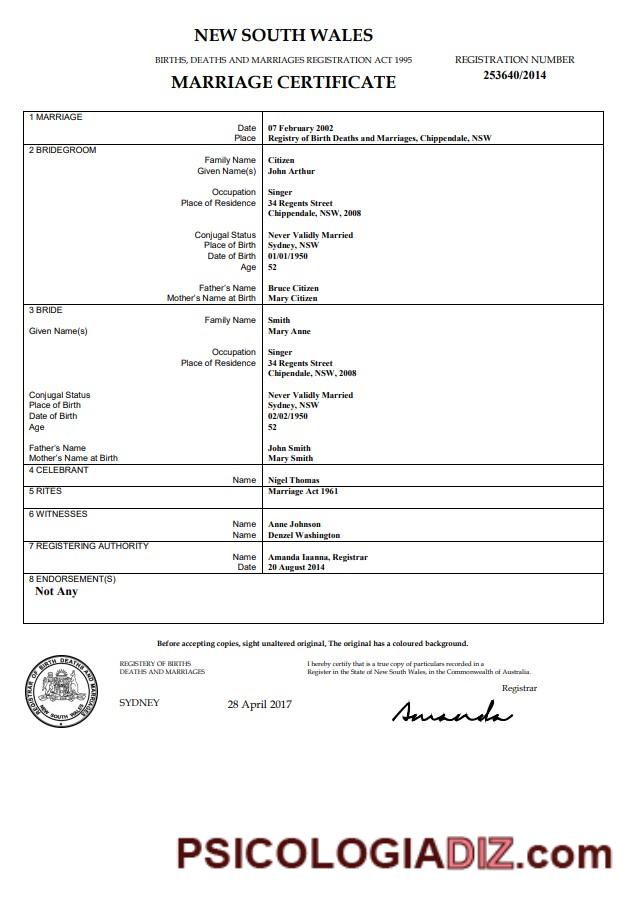 NEW SOUTH WALES
BIRTHS, DEATHS AND MARRIAGES REGISTRATION ACT 1995
REGISTRATION NUMBER
MARRIAGE CERTIFICATE
253640/2014
1 MARRIAGE
Date 07 February 2002
Place Registry of Birth Deaths and Marriages, Chippendale, NSW
2 BRIDEGROOM
Family Name Citizen
Given Name(s) John Arthur
Occupation Singer
Place of Residence 34 Regents Street
Chippendale, NSW, 2008
Conjugal Status Never Validly Married
Place of Birth Sydney, NSW
Date of Birth 01/01/1950
Age 52
Father's Name Bruce Citizen
Mother's Name at Birth Mary Citizen
3 BRIDE
Family Name Smith
Given Name(s) Mary Anne
Occupation Singer
Place of Residence 34 Regents Street
Chipendale, NSW, 2008
Conjugal Status Never Validly Married
Place of Birth Sydney, NSW
Date of Birth 02/02/1950
Age 52
Father's Name John Smith
Mother's Name at Birth Mary Smith
4 CELEBRANT
Name Nigel Thomas
5 RITES Marriage Act 1961
6 WITNESSES
Name Anne Johnson
Name Denzel Washington
7 REGISTERING AUTHORITY
Name Amanda Iaanna, Registrar
Date 20 August 2014
8 ENDORSEMENT(S)
Not Any
Before accepting copies, sight unaltered original, The original has a coloured background.
REGISTRAR OF BIRTH DEATHS AND MARRIAGES
NEW SOUTH WALES
REGISTERY OF BIRTHS
DEATHS AND MARRIAGES
SYDNEY
28 April 2017
I hereby certify that is a true copy of particulars recorded in a
Register in the State of New South Wales, in the Commonwealth of Australia.
Registrar
Amanda
PSICOLOGIADIZ.com